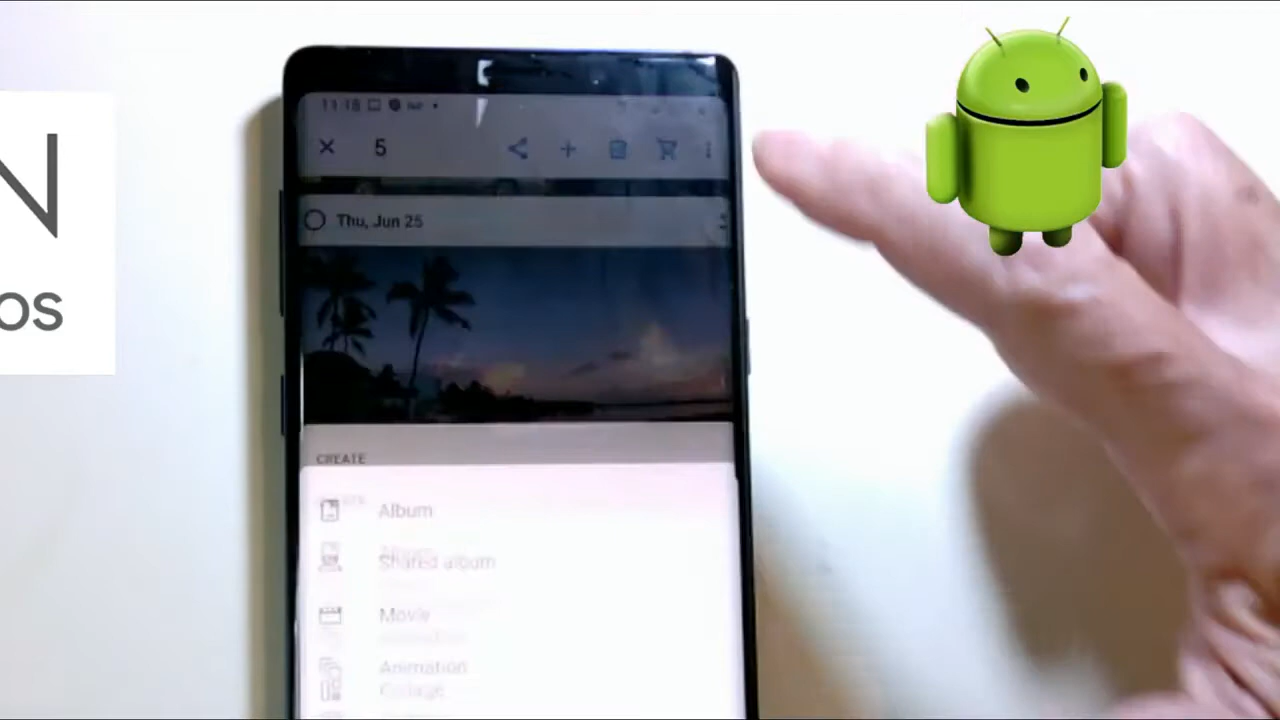 N
os
11:18
5
Thu, Jun 25
CREATE
Album
Shared album
Movie
Animation
Collage